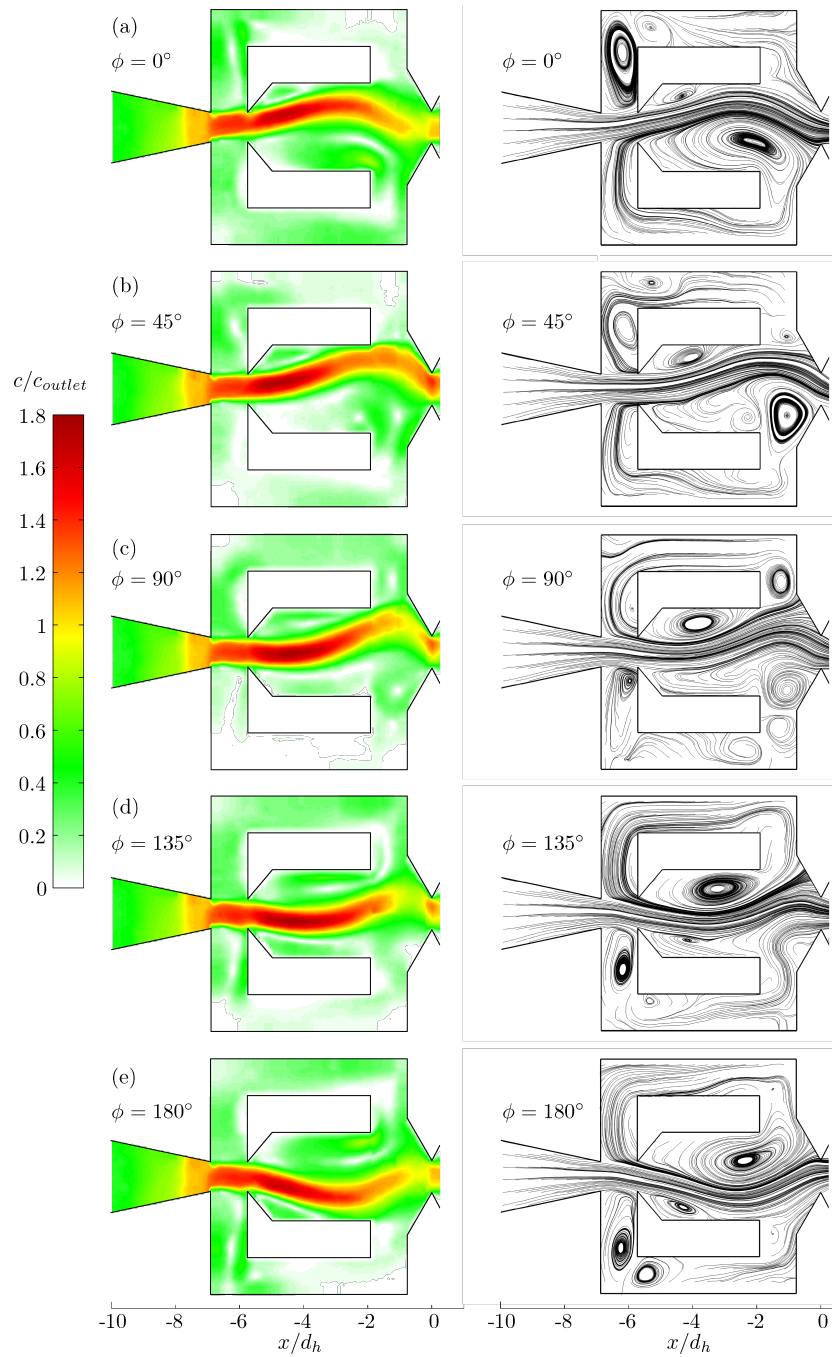 (a)
ϕ = 0°
ϕ = 0°
(b)
ϕ = 45°
ϕ = 45°
c/c_outlet
1.8
1.6
1.4
1.2
1
0.8
0.6
0.4
0.2
0
(c)
ϕ = 90°
ϕ = 90°
(d)
ϕ = 135°
ϕ = 135°
(e)
ϕ = 180°
ϕ = 180°
-10 -8 -6 -4 -2 0
x/d_h
-10 -8 -6 -4 -2 0
x/d_h